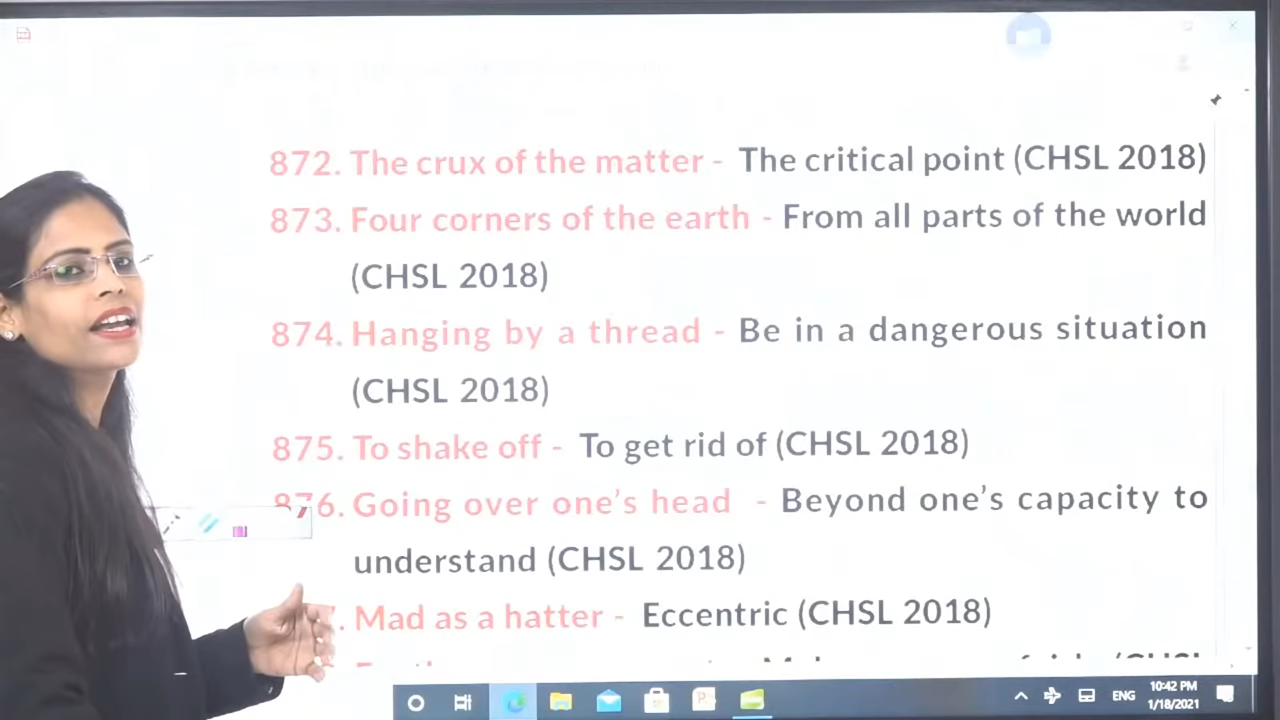 872. The crux of the matter - The critical point (CHSL 2018)
873. Four corners of the earth - From all parts of the world
(CHSL 2018)
874. Hanging by a thread - Be in a dangerous situation
(CHSL 2018)
875. To shake off - To get rid of (CHSL 2018)
876. Going over one's head - Beyond one's capacity to
understand (CHSL 2018)
7. Mad as a hatter - Eccentric (CHSL 2018)
ENG
10:42 PM
1/18/2021